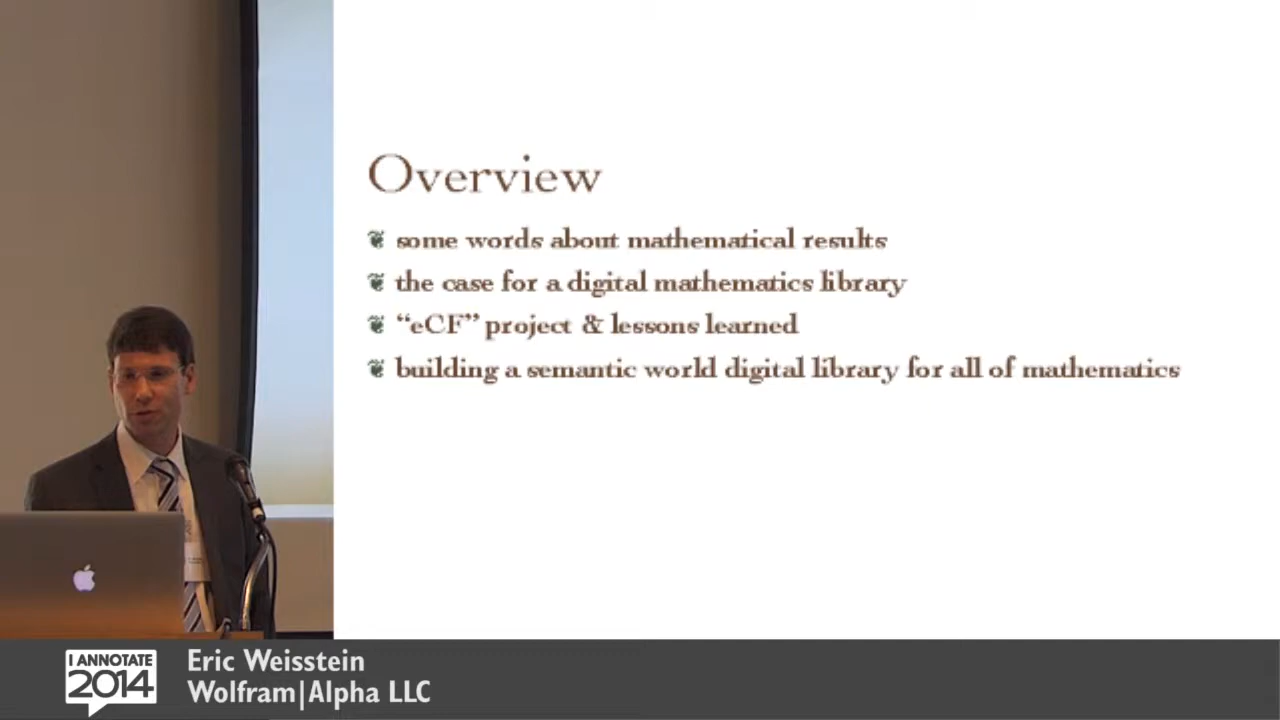 Overview
some words about mathematical results
the case for a digital mathematics library
“eCF” project & lessons learned
building a semantic world digital library for all of mathematics
I ANNOTATE
2014
Eric Weisstein
Wolfram|Alpha LLC